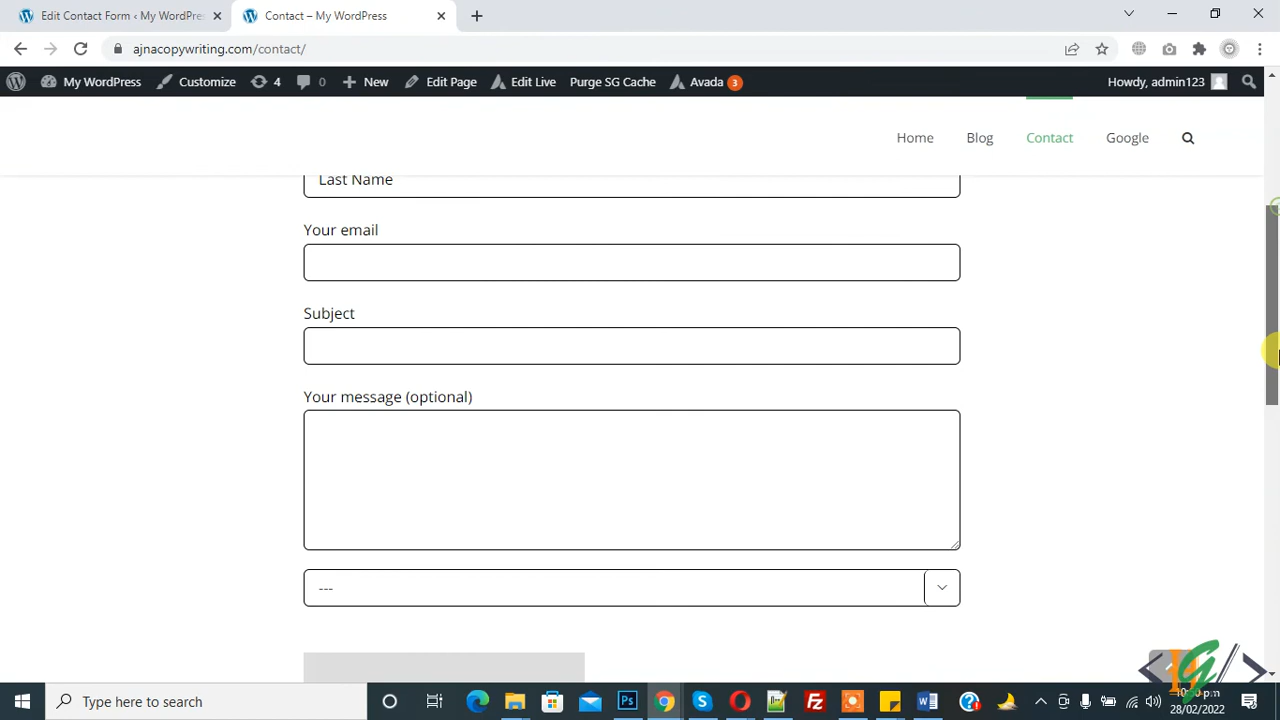 Edit Contact Form ‹ My WordPre
Contact – My WordPress
ajnacopywriting.com/contact/
My WordPress
Customize
4
0
New
Edit Page
Edit Live
Purge SG Cache
Avada
3
Howdy, admin123
Home
Blog
Contact
Google
Last Name
Your email
Subject
Your message (optional)
---
Type here to search
28/02/2022